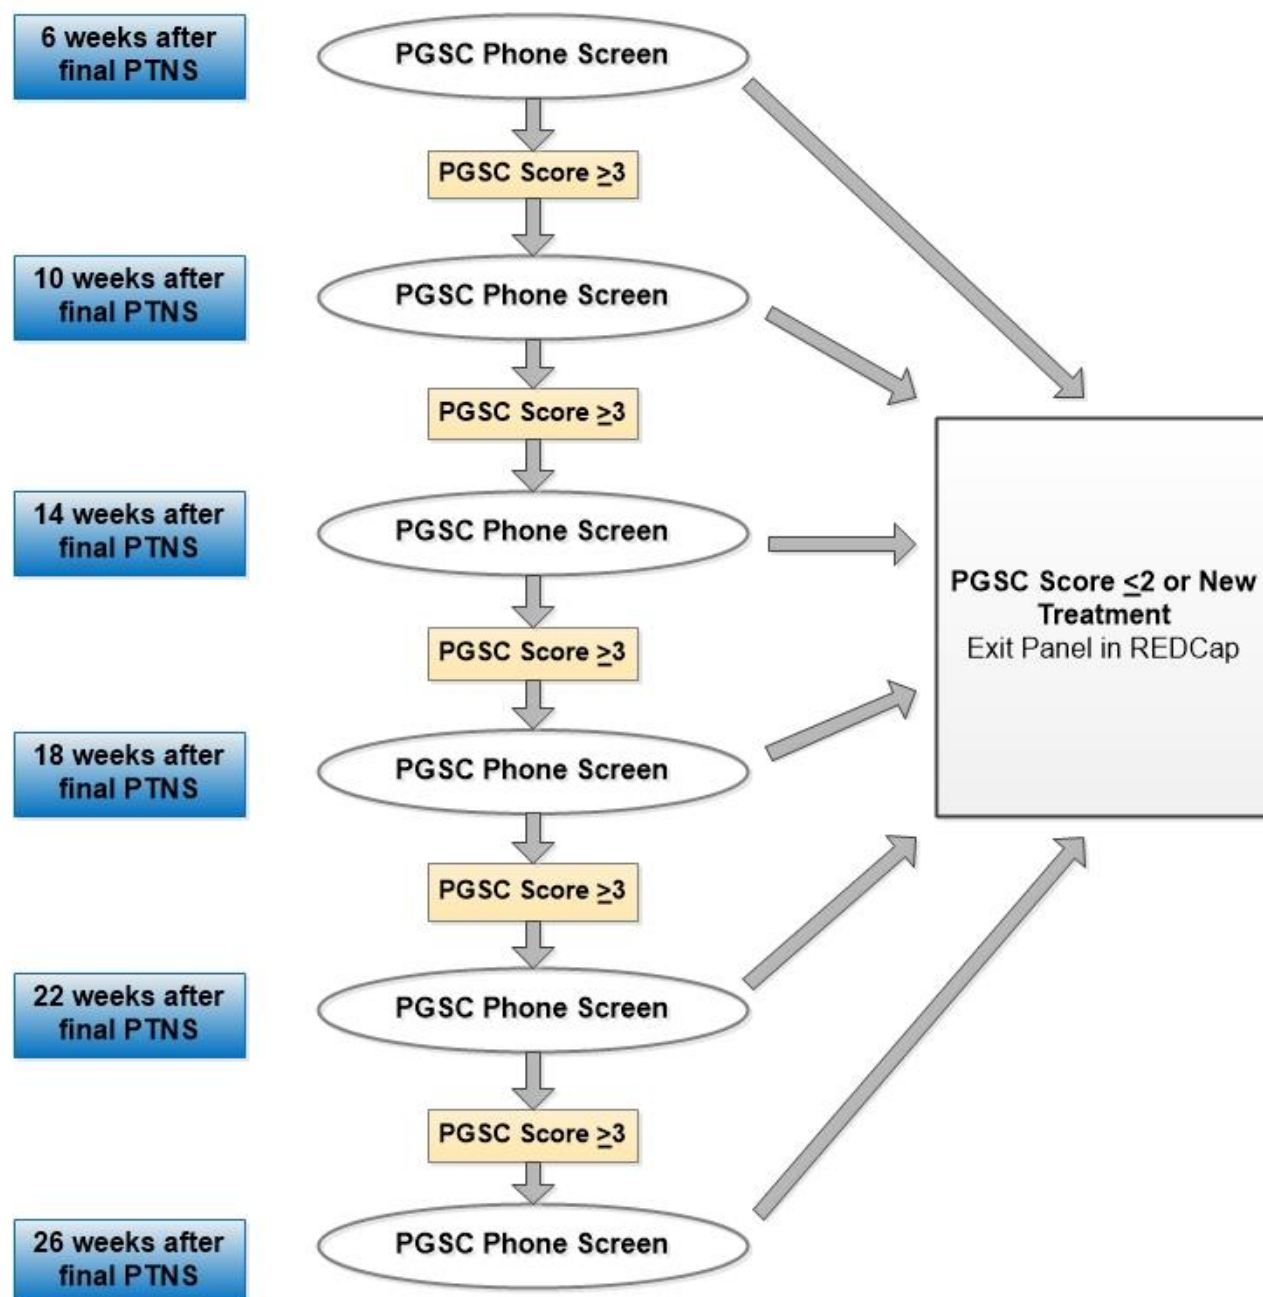 6 weeks after
final PTNS
PGSC Phone Screen
PGSC Score ≥3
10 weeks after
final PTNS
PGSC Phone Screen
PGSC Score ≥3
14 weeks after
final PTNS
PGSC Phone Screen
PGSC Score ≤2 or New
Treatment
Exit Panel in REDCap
PGSC Score ≥3
18 weeks after
final PTNS
PGSC Phone Screen
PGSC Score ≥3
22 weeks after
final PTNS
PGSC Phone Screen
PGSC Score ≥3
26 weeks after
final PTNS
PGSC Phone Screen